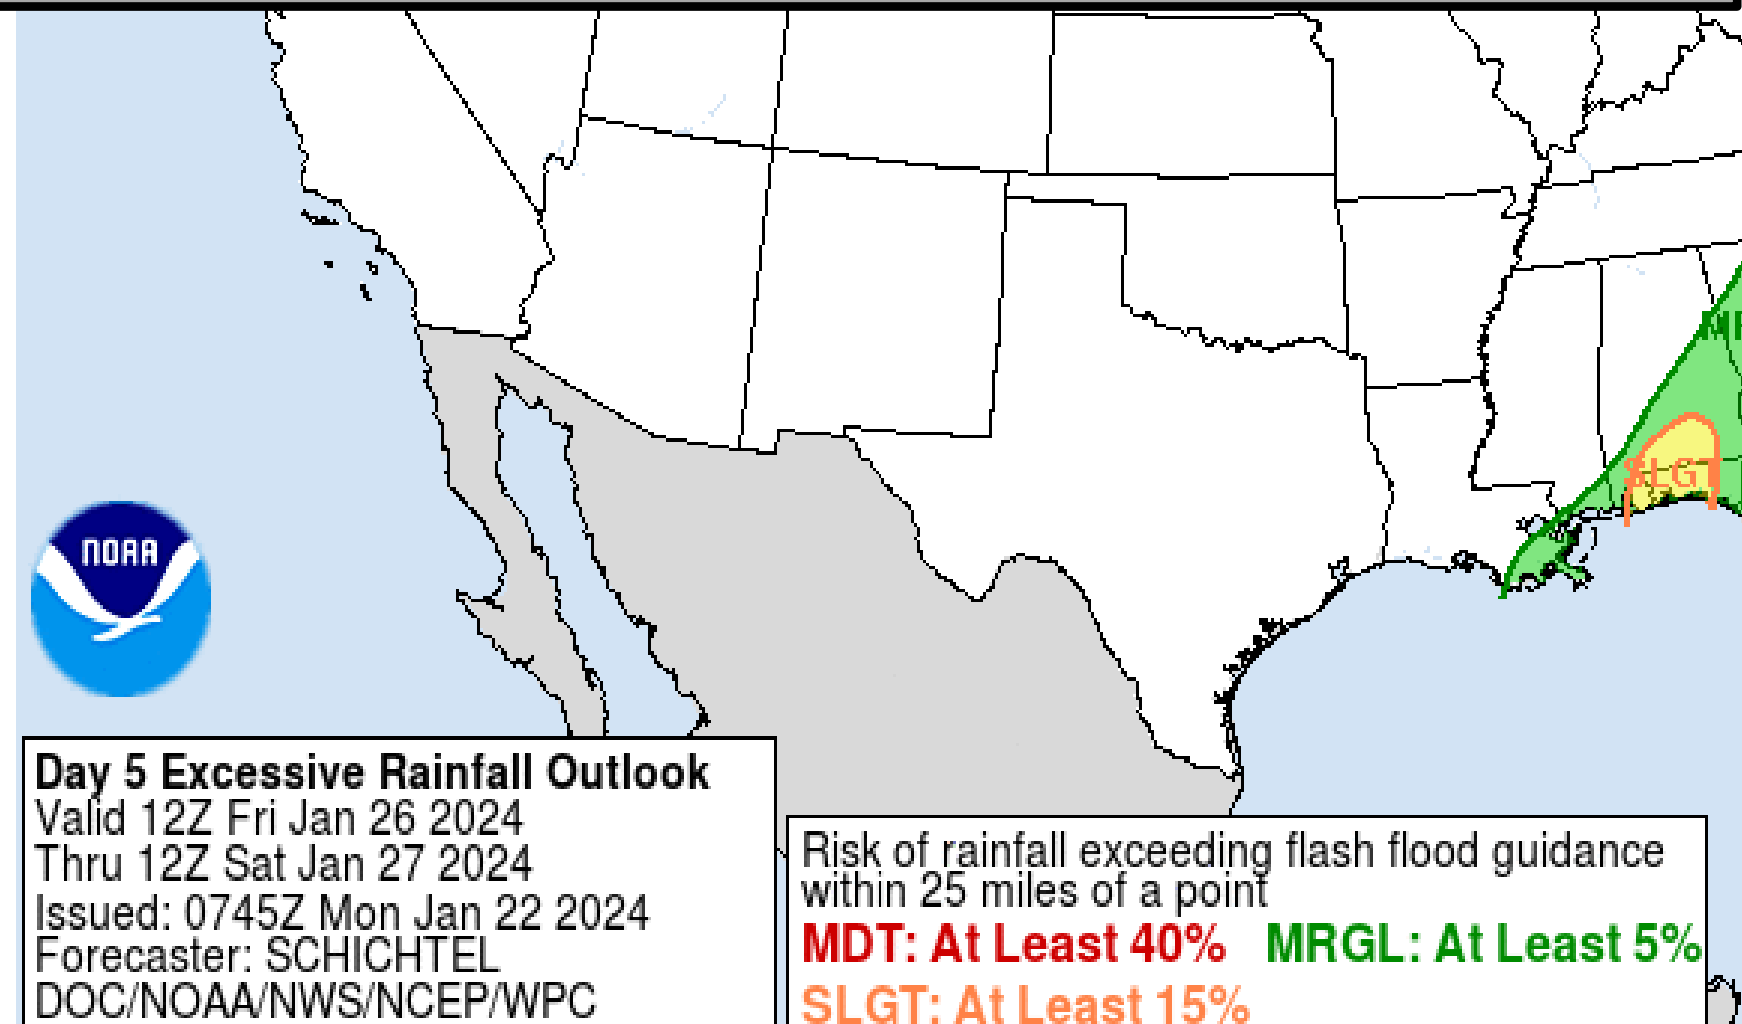 MR
SLGT
NOAA
Day 5 Excessive Rainfall Outlook
Valid 12Z Fri Jan 26 2024
Thru 12Z Sat Jan 27 2024
Issued: 0745Z Mon Jan 22 2024
Forecaster: SCHICHTEL
DOC/NOAA/NWS/NCEP/WPC
Risk of rainfall exceeding flash flood guidance
within 25 miles of a point
MDT: At Least 40% MRGL: At Least 5%
SLGT: At Least 15%